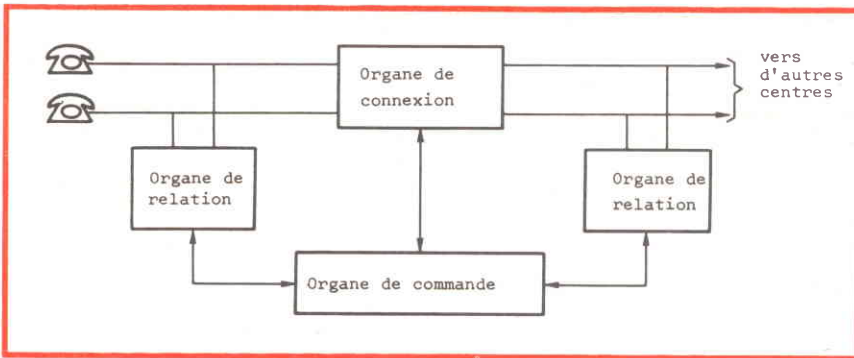 Organe de
connexion
vers
d'autres
centres
Organe de
relation
Organe de
relation
Organe de commande